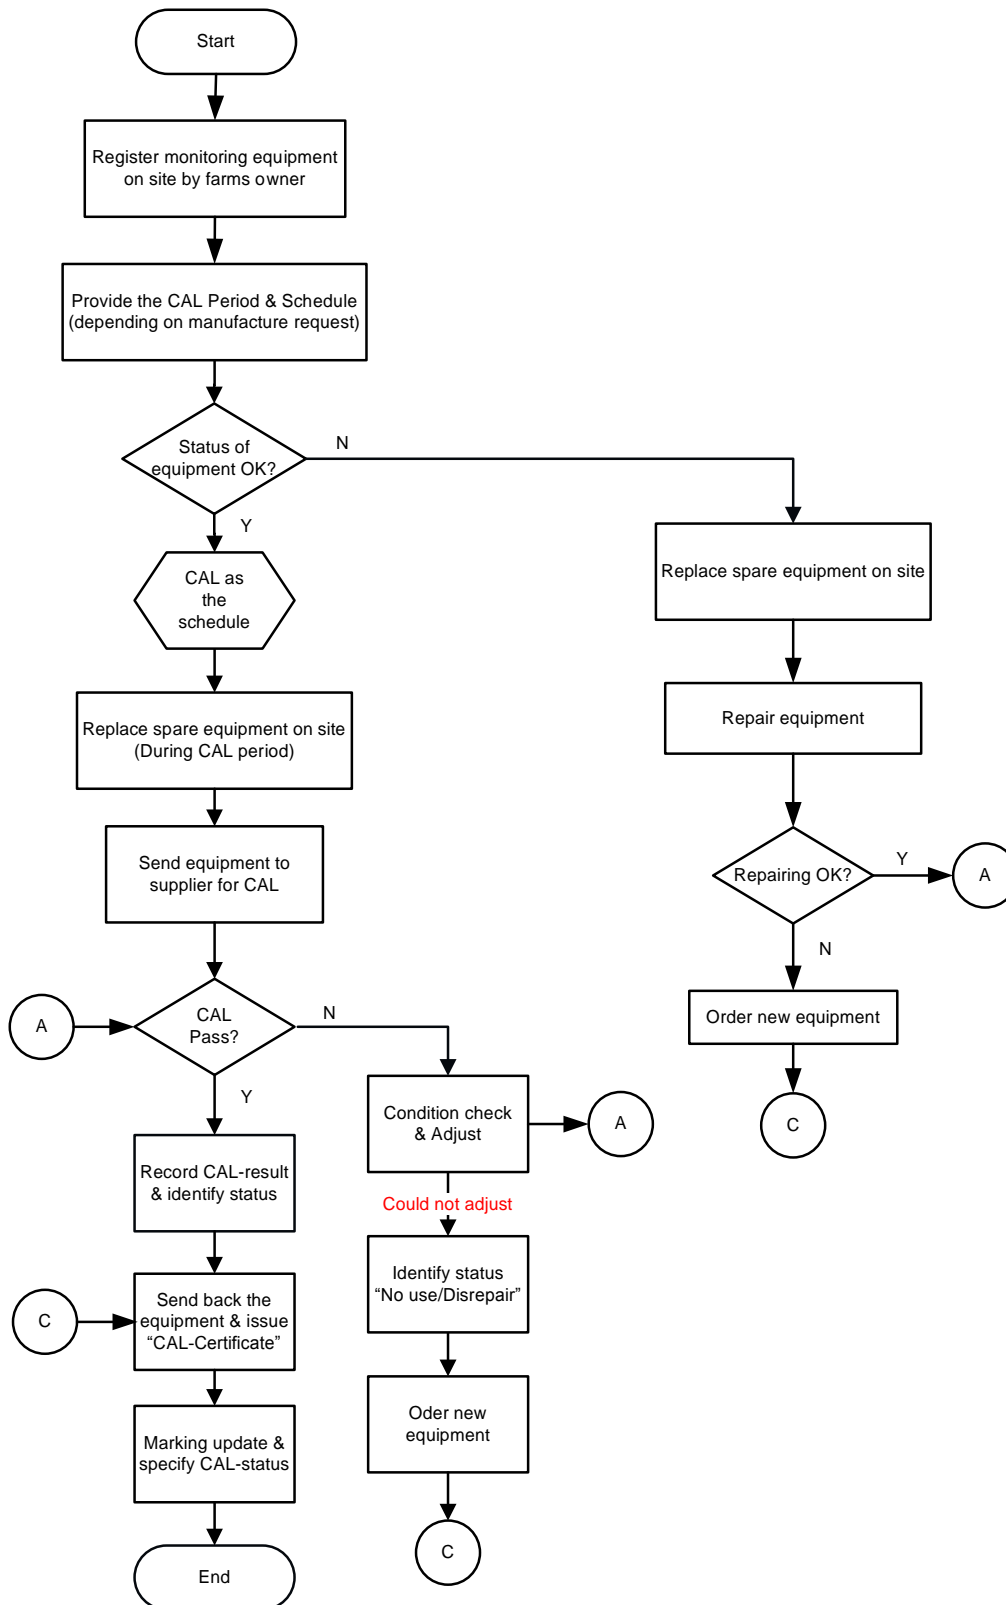 Start
Register monitoring equipment
on site by farms owner
Provide the CAL Period & Schedule
(depending on manufacture request)
Status of
equipment OK?
N
Y
CAL as
the
schedule
Replace spare equipment on site
(During CAL period)
Send equipment to
supplier for CAL
A
CAL
Pass?
N
Y
Record CAL-result
& identify status
C
Send back the
equipment & issue
“CAL-Certificate”
Marking update &
specify CAL-status
End
Condition check
& Adjust
A
Could not adjust
Identify status
“No use/Disrepair”
Oder new
equipment
C
Replace spare equipment on site
Repair equipment
Repairing OK?
Y
A
N
Order new equipment
C